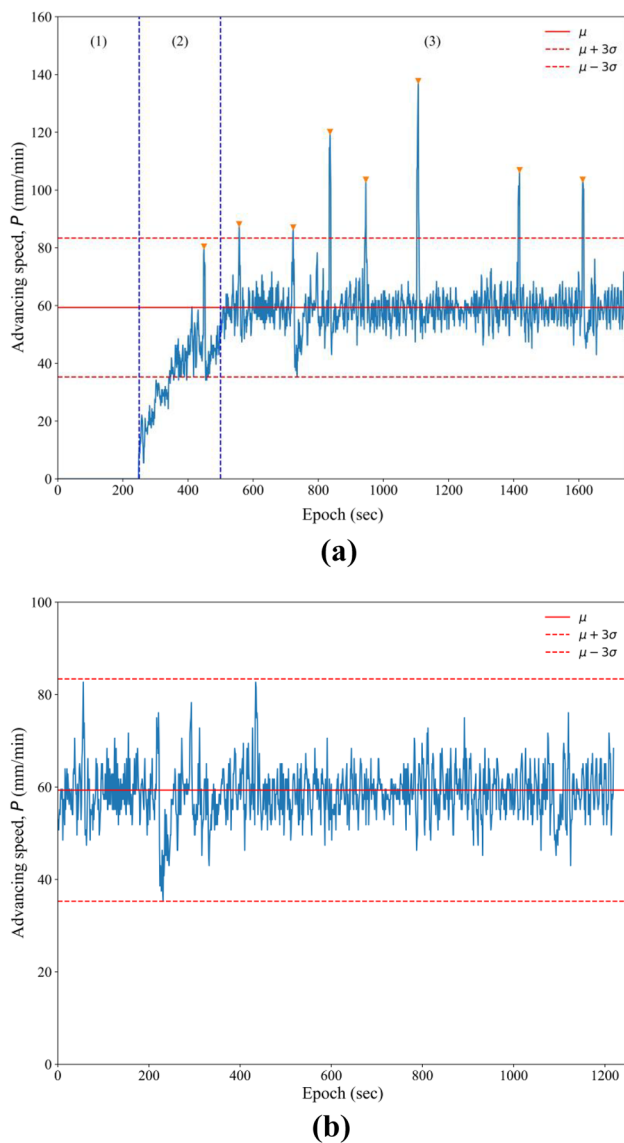 (1) (2) (3)
μ
μ + 3σ
μ − 3σ
160
140
120
100
80
60
40
20
0
Advancing speed, P (mm/min)
0 200 400 600 800 1000 1200 1400 1600
Epoch (sec)
(a)
μ
μ + 3σ
μ − 3σ
100
80
60
40
20
0
Advancing speed, P (mm/min)
0 200 400 600 800 1000 1200
Epoch (sec)
(b)